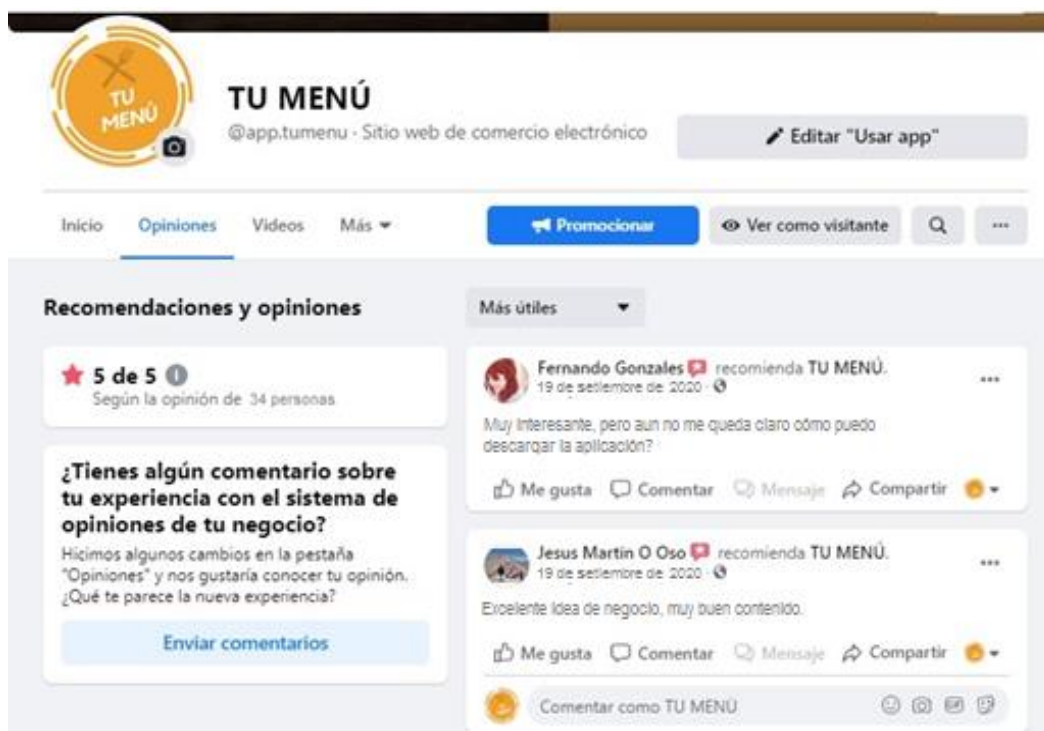 TU
MENÚ
TU MENÚ
@app.tumenu · Sitio web de comercio electrónico
Editar "Usar app"
Inicio Opiniones Videos Más
Promocionar Ver como visitante
Recomendaciones y opiniones
5 de 5
Según la opinión de 34 personas
¿Tienes algún comentario sobre
tu experiencia con el sistema de
opiniones de tu negocio?
Hicimos algunos cambios en la pestaña
"Opiniones" y nos gustaría conocer tu opinión.
¿Qué te parece la nueva experiencia?
Enviar comentarios
Más útiles
Fernando Gonzales recomienda TU MENÚ.
19 de setiembre de 2020 ·
Muy interesante, pero aun no me queda claro cómo puedo
descargar la aplicación?
Me gusta Comentar Mensaje Compartir
Jesus Martin O Oso recomienda TU MENÚ.
19 de setiembre de 2020 ·
Excelente idea de negocio, muy buen contenido.
Me gusta Comentar Mensaje Compartir
Comentar como TU MENÚ
GIF